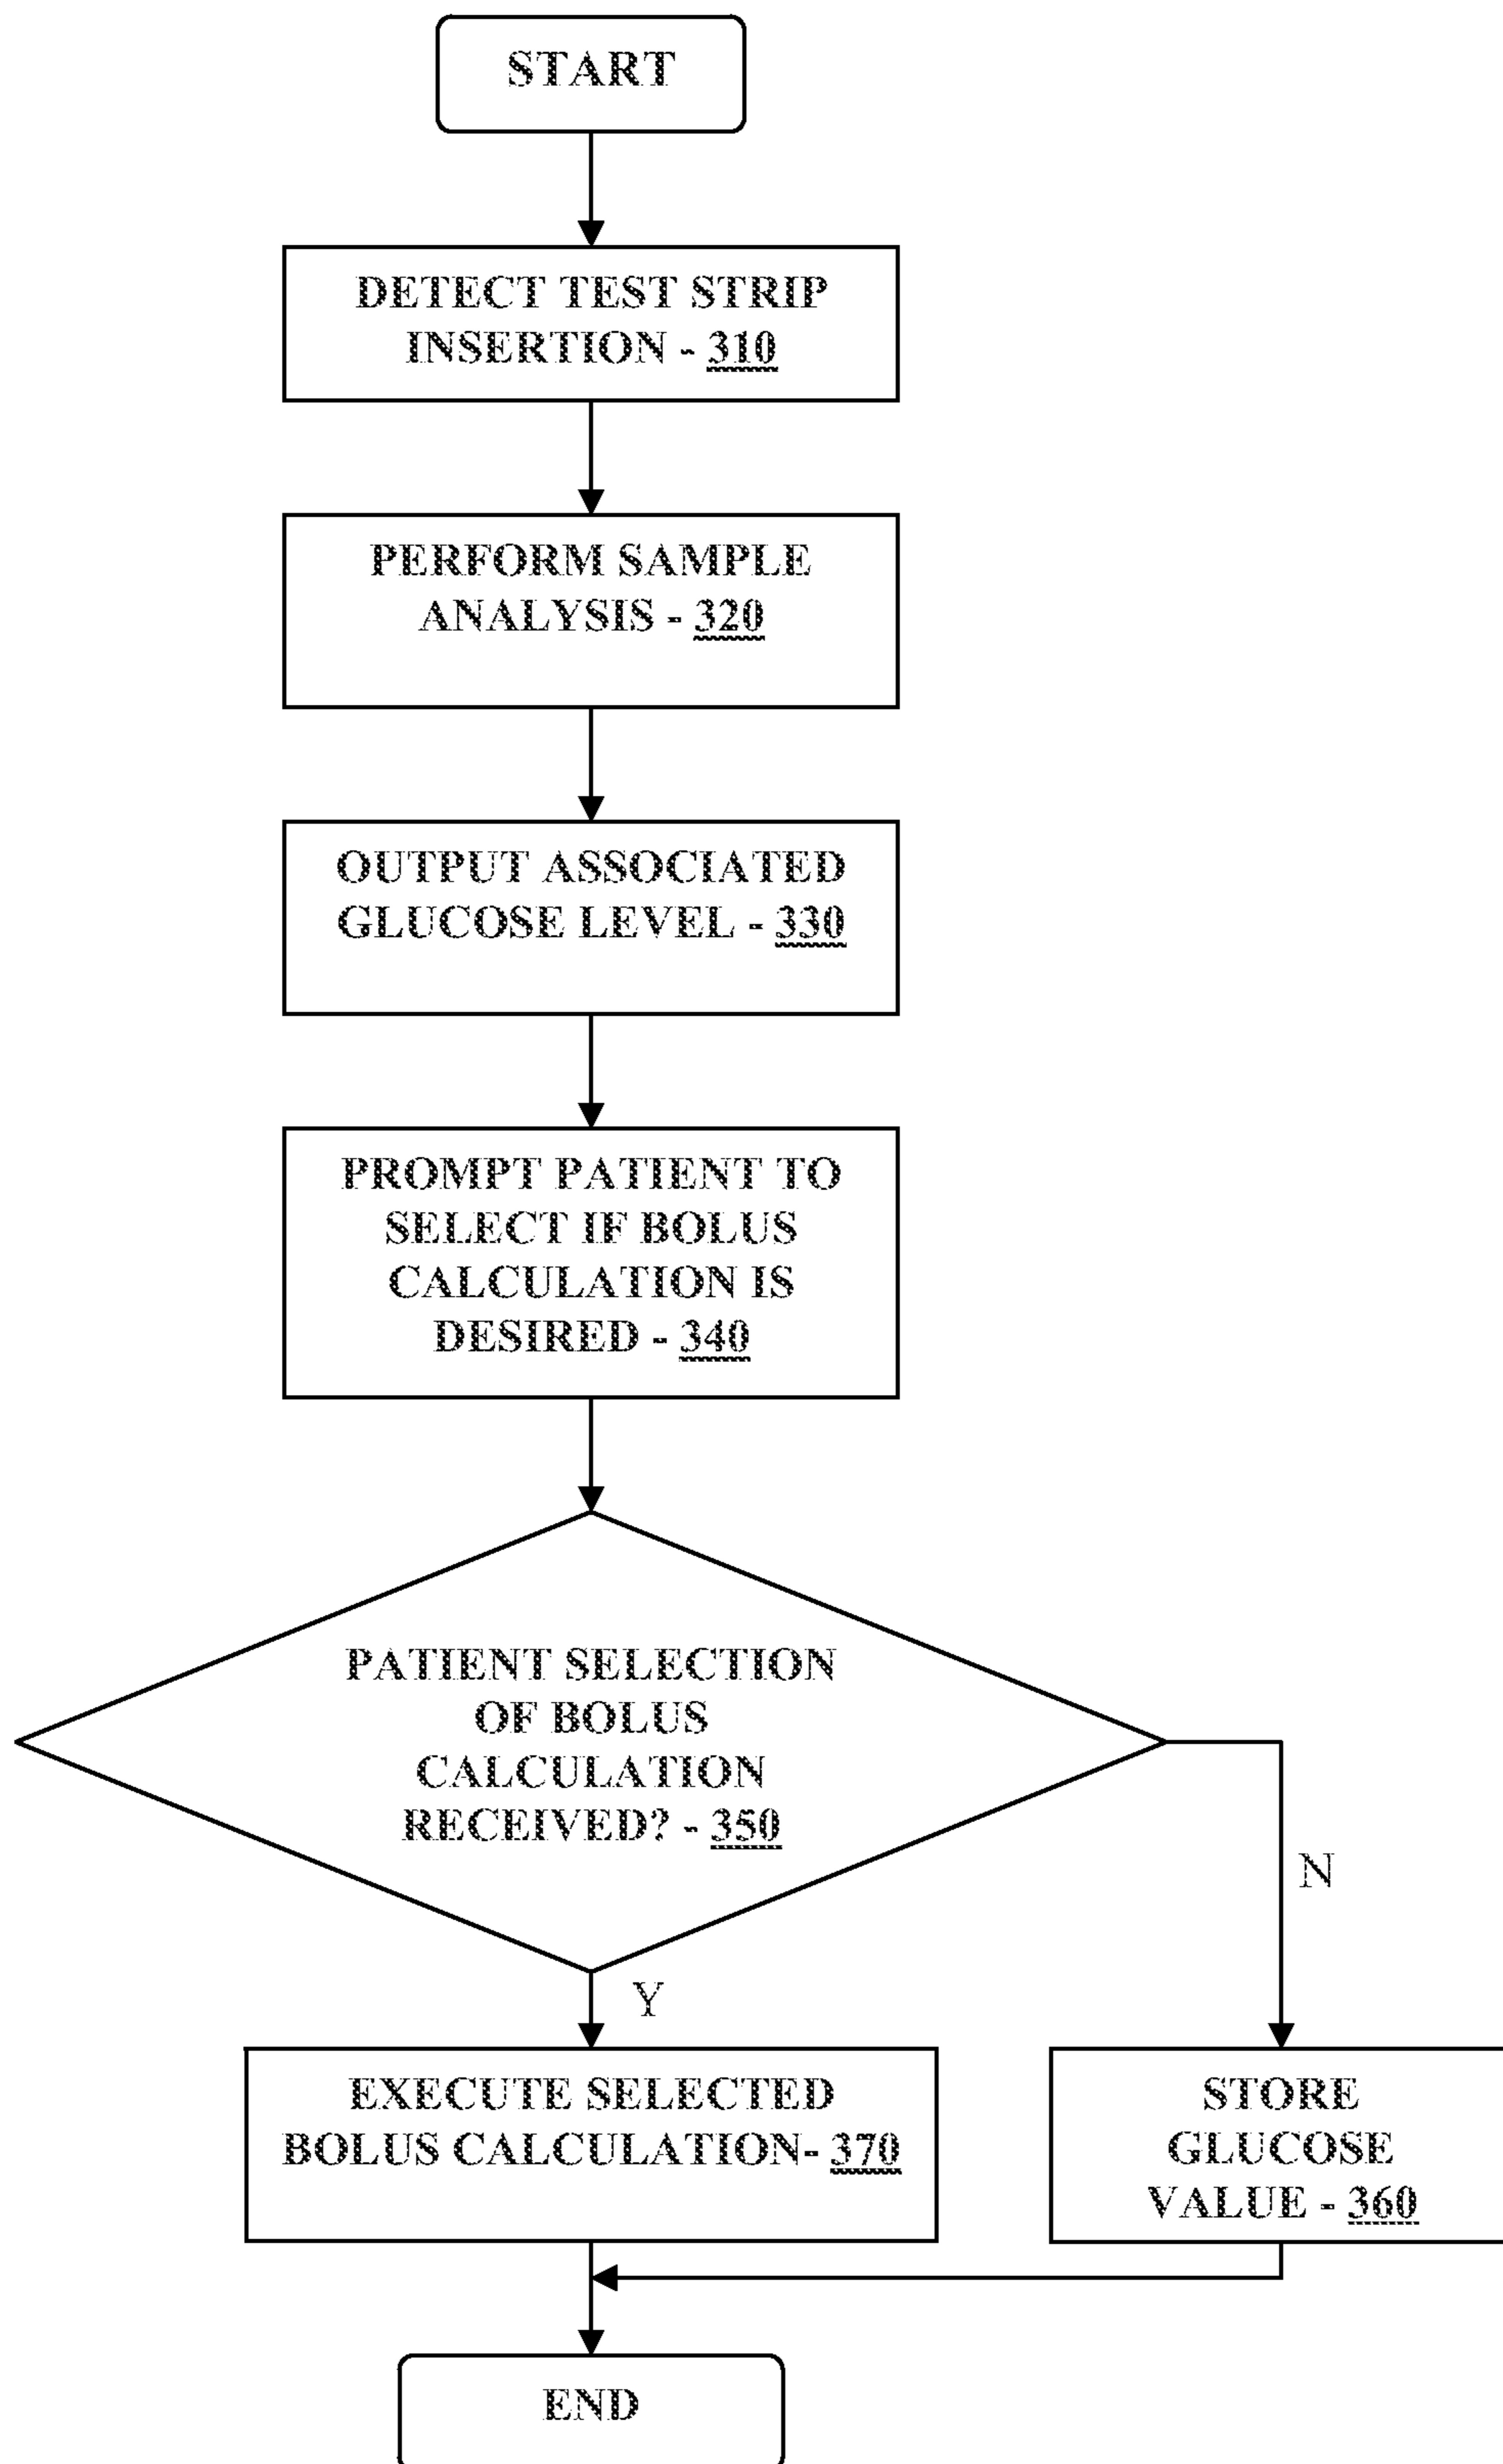 START
DETECT TEST STRIP
INSERTION - 310
PERFORM SAMPLE
ANALYSIS - 320
OUTPUT ASSOCIATED
GLUCOSE LEVEL - 330
PROMPT PATIENT TO
SELECT IF BOLUS
CALCULATION IS
DESIRED - 340
PATIENT SELECTION
OF BOLUS
CALCULATION
RECEIVED? - 350
N
Y
EXECUTE SELECTED
BOLUS CALCULATION- 370
STORE
GLUCOSE
VALUE - 360
END